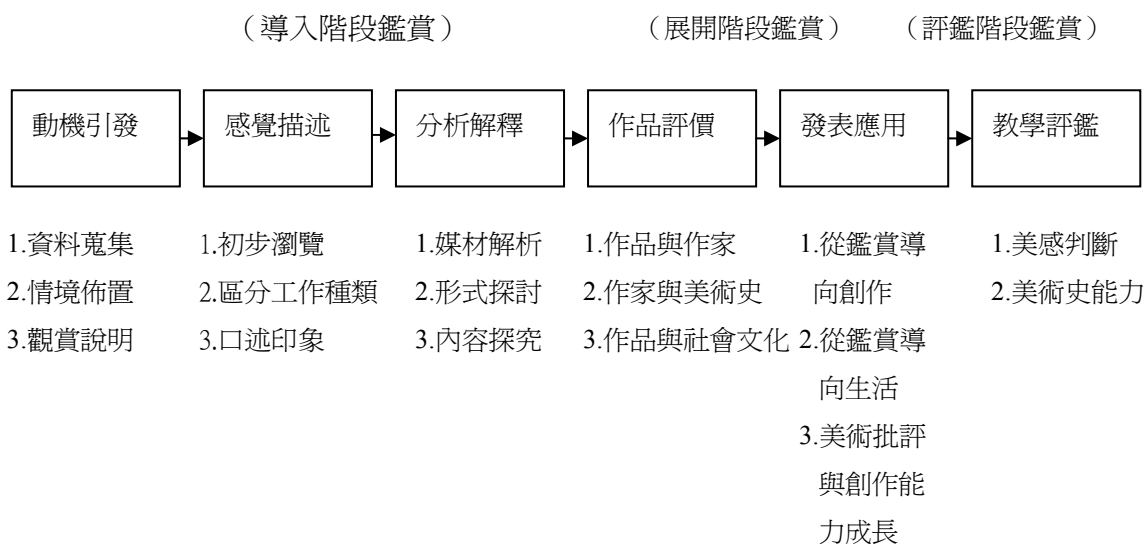 （導入階段鑑賞）
（展開階段鑑賞）
（評鑑階段鑑賞）
動機引發
感覺描述
分析解釋
作品評價
發表應用
教學評鑑
1.資料蒐集
2.情境佈置
3.觀賞說明
1.初步瀏覽
2.區分工作種類
3.口述印象
1.媒材解析
2.形式探討
3.內容探究
1.作品與作家
2.作家與美術史
3.作品與社會文化
1.從鑑賞導
向創作
2.從鑑賞導
向生活
3.美術批評
與創作能
力成長
1.美感判斷
2.美術史能力